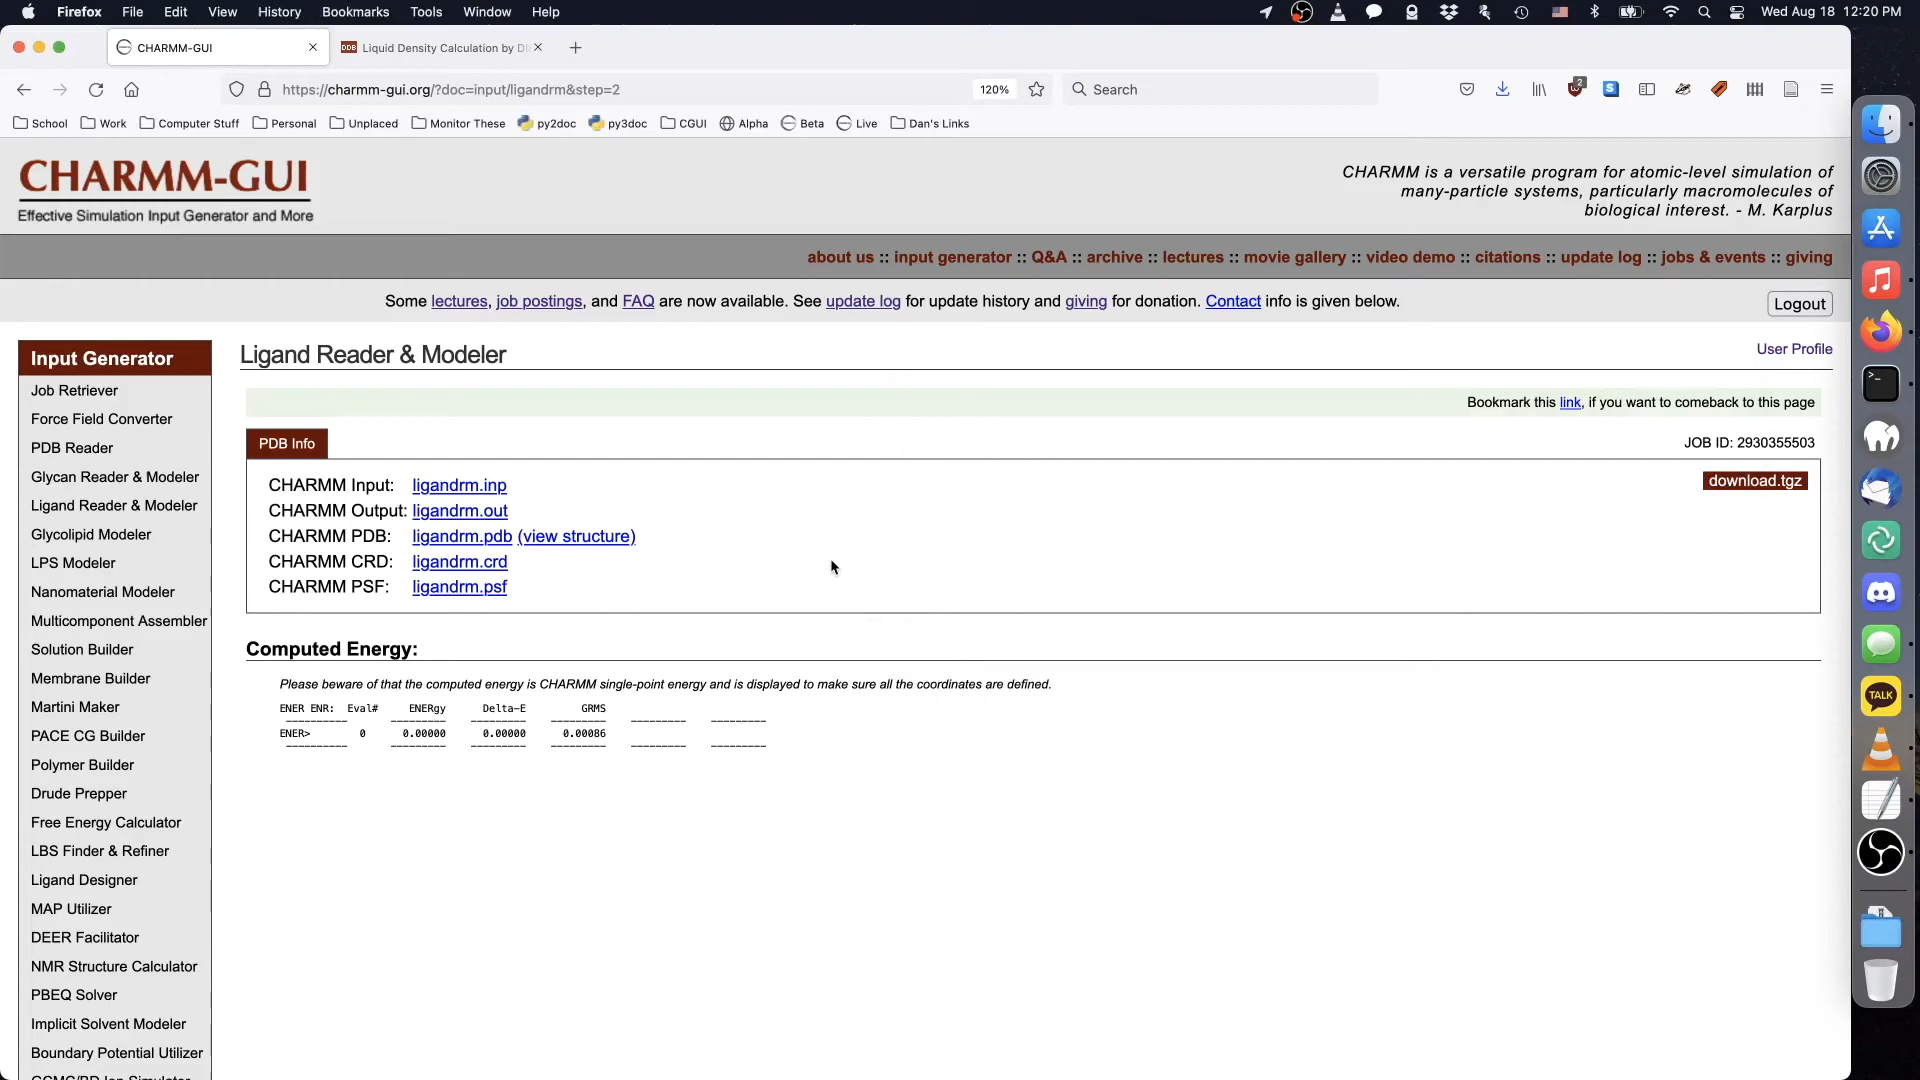 Firefox File Edit View History Bookmarks Tools Window Help Wed Aug 18 12:20 PM
CHARMM-GUI Liquid Density Calculation by D
https://charmm-gui.org/?doc=input/ligandrm&step=2 120% Search 2
School Work Computer Stuff Personal Unplaced Monitor These py2doc py3doc CGUI Alpha Beta Live Dan's Links
CHARMM-GUI
Effective Simulation Input Generator and More
CHARMM is a versatile program for atomic-level simulation of
many-particle systems, particularly macromolecules of
biological interest. - M. Karplus
about us :: input generator :: Q&A :: archive :: lectures :: movie gallery :: video demo :: citations :: update log :: jobs & events :: giving
Some lectures, job postings, and FAQ are now available. See update log for update history and giving for donation. Contact info is given below.
Logout
Input Generator
Job Retriever
Force Field Converter
PDB Reader
Glycan Reader & Modeler
Ligand Reader & Modeler
Glycolipid Modeler
LPS Modeler
Nanomaterial Modeler
Multicomponent Assembler
Solution Builder
Membrane Builder
Martini Maker
PACE CG Builder
Polymer Builder
Drude Prepper
Free Energy Calculator
LBS Finder & Refiner
Ligand Designer
MAP Utilizer
DEER Facilitator
NMR Structure Calculator
PBEQ Solver
Implicit Solvent Modeler
Boundary Potential Utilizer
Ligand Reader & Modeler
User Profile
Bookmark this link, if you want to comeback to this page
PDB Info
JOB ID: 2930355503
download.tgz
CHARMM Input: ligandrm.inp
CHARMM Output: ligandrm.out
CHARMM PDB: ligandrm.pdb (view structure)
CHARMM CRD: ligandrm.crd
CHARMM PSF: ligandrm.psf
Computed Energy:
Please beware of that the computed energy is CHARMM single-point energy and is displayed to make sure all the coordinates are defined.
ENER ENR: Eval# ENERgy Delta-E GRMS
---------- --------- --------- --------- --------- ---------
ENER> 0 0.00000 0.00000 0.00086
---------- --------- --------- --------- --------- ---------
TALK